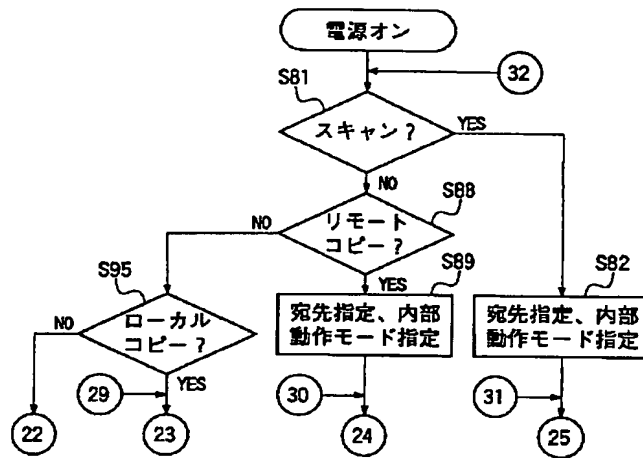 電源オン
32
S81
スキャン?
YES
NO
S88
リモート
コピー?
NO
YES
S95
ローカル
コピー?
NO
YES
S89
宛先指定、内部
動作モード指定
S82
宛先指定、内部
動作モード指定
29
30
31
22
23
24
25